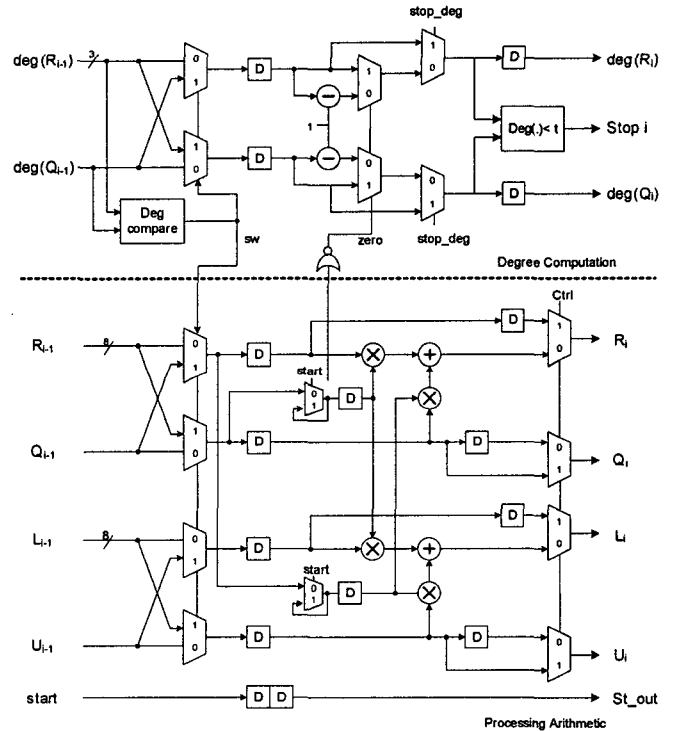 stop_deg
deg(Ri-1) 3 0 1 D 1 0 1 0 D deg(Ri)
1 Deg(.)< t Stop i
deg(Qi-1) 1 0 D 0 1 0 1 D deg(Qi)
Deg compare
sw zero stop_deg
Degree Computation
Ctrl
Ri-1 8 0 1 D D 1 0 Ri
start 0 1 D
Qi-1 1 0 D D 0 1 Qi
Li-1 8 0 1 D D 1 0 Li
start 0 1 D
Ui-1 1 0 D D 0 1 Ui
start D D St_out
Processing Arithmetic